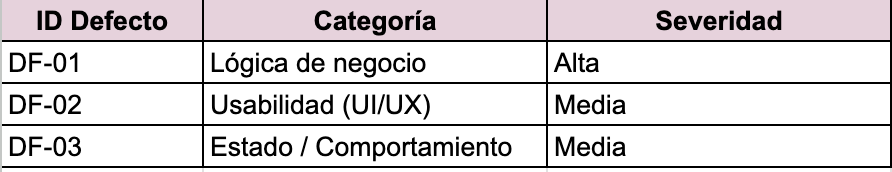 ID Defecto Categoría Severidad
DF-01 Lógica de negocio Alta
DF-02 Usabilidad (UI/UX) Media
DF-03 Estado / Comportamiento Media